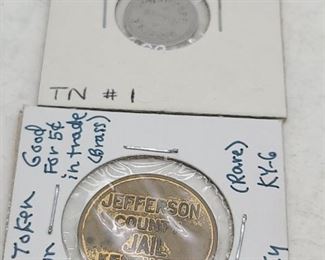 TN #1
Token
Good
For 5¢
in trade
(Brass)
JEFFERSON
COUNTY
JAIL
(Rare)
KY-6